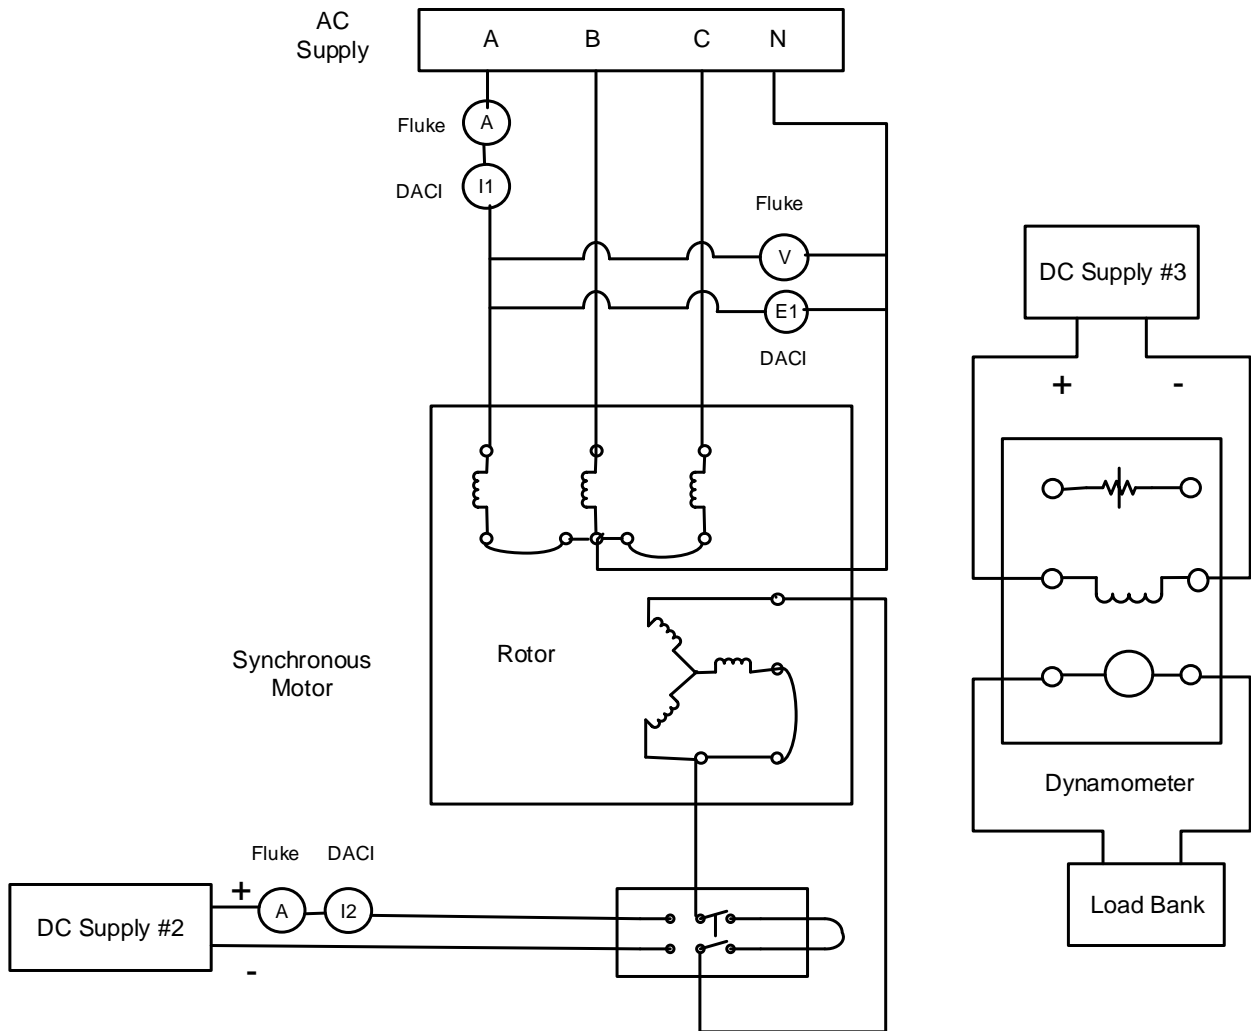 AC
Supply
A B C N
Fluke
A
DACI
I1
Fluke
V
E1
DACI
DC Supply #3
+ -
Synchronous
Motor
Rotor
Dynamometer
Fluke DACI
+
DC Supply #2
A
I2
-
Load Bank